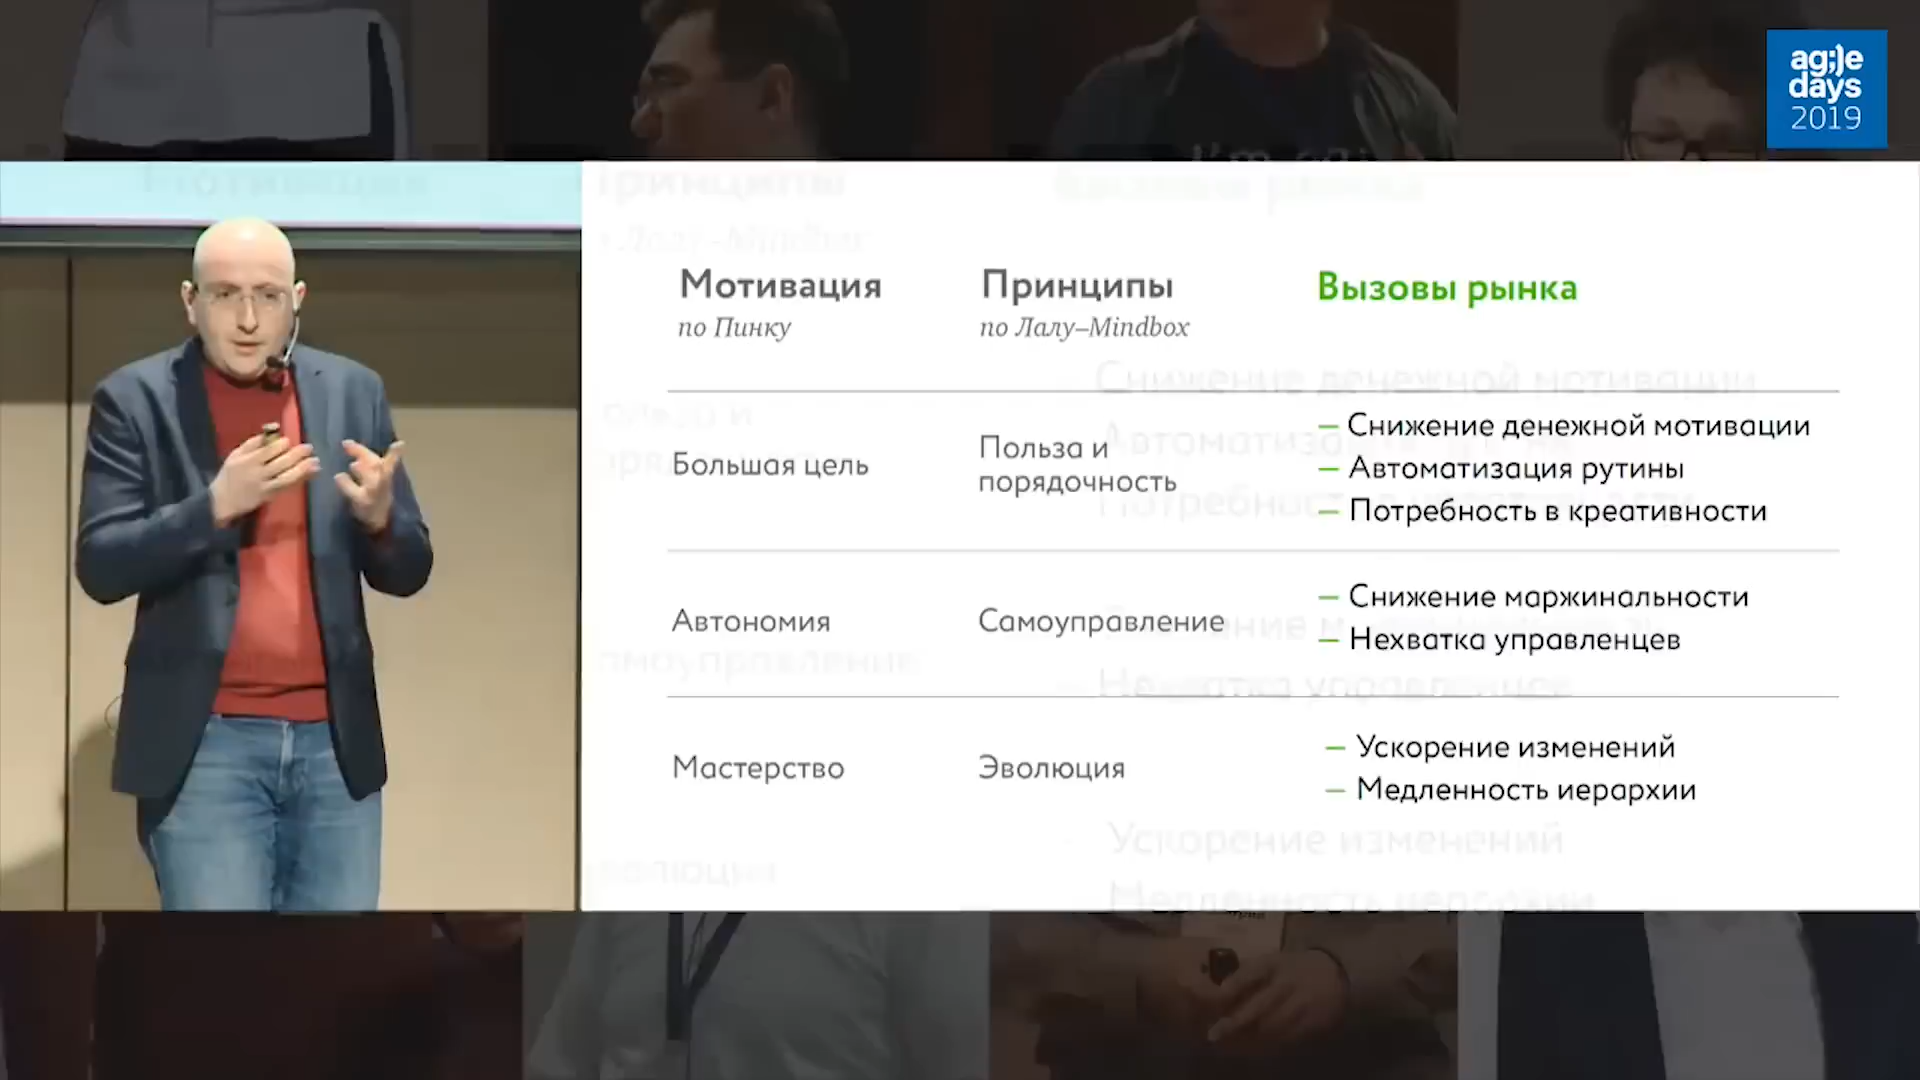 ag;)e
days
2019
Мотивация
по Пинку
Принципы
по Лалу–Mindbox
Вызовы рынка
Большая цель
Польза и
порядочность
– Снижение денежной мотивации
– Автоматизация рутины
– Потребность в креативности
Автономия
Самоуправление
– Снижение маржинальности
– Нехватка управленцев
Мастерство
Эволюция
– Ускорение изменений
– Медленность иерархии